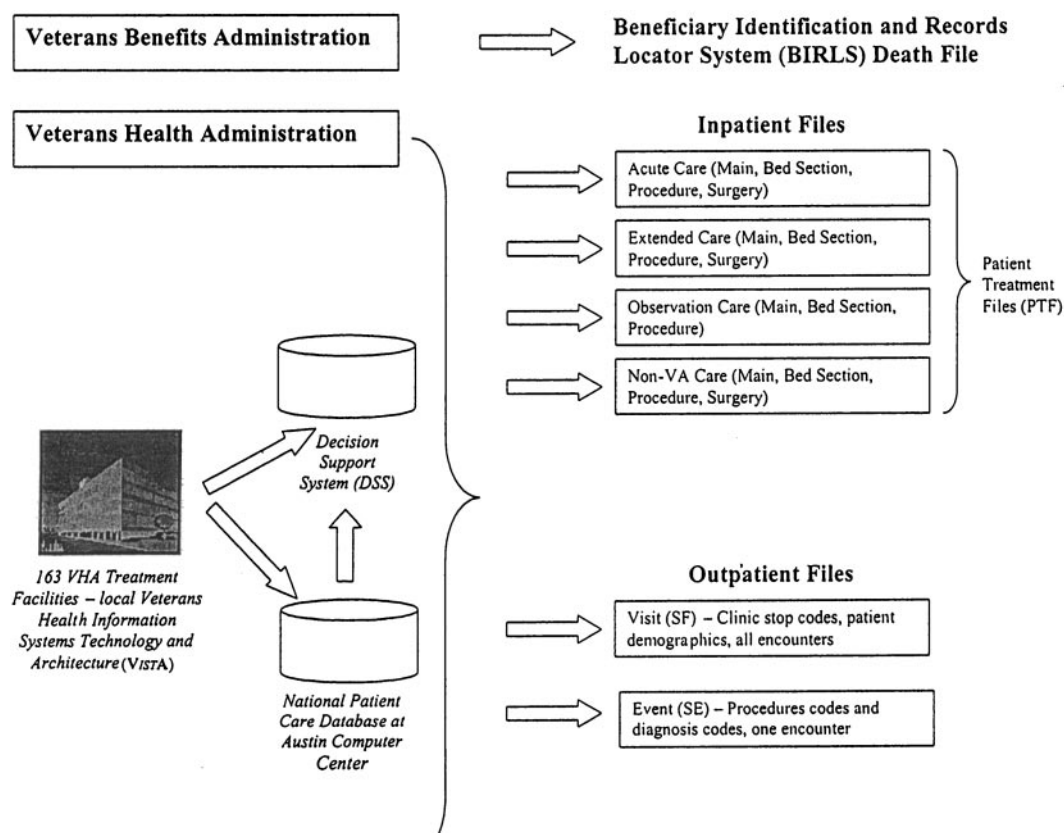 Veterans Benefits Administration
Beneficiary Identification and Records
Locator System (BIRLS) Death File
Veterans Health Administration
Inpatient Files
Acute Care (Main, Bed Section,
Procedure, Surgery)
Extended Care (Main, Bed Section,
Procedure, Surgery)
Observation Care (Main, Bed Section,
Procedure)
Non-VA Care (Main, Bed Section,
Procedure, Surgery)
Patient
Treatment
Files (PTF)
Decision
Support
System (DSS)
163 VHA Treatment
Facilities – local Veterans
Health Information
Systems Technology and
Architecture (VISTA)
National Patient
Care Database at
Austin Computer
Center
Outpatient Files
Visit (SF) – Clinic stop codes, patient
demographics, all encounters
Event (SE) – Procedures codes and
diagnosis codes, one encounter